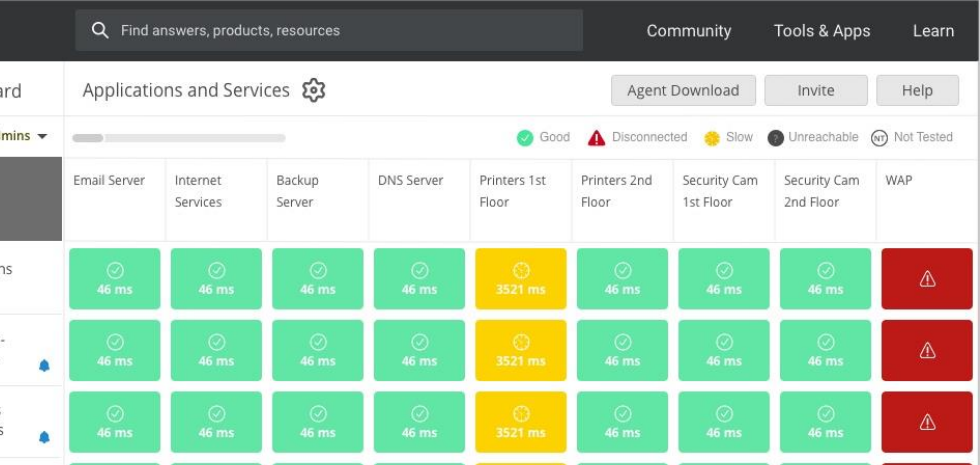 Find answers, products, resources
Community Tools & Apps Learn
ard Applications and Services Agent Download Invite Help
mins
Good Disconnected Slow ? Unreachable NT Not Tested
Email Server Internet Services Backup Server DNS Server Printers 1st Floor Printers 2nd Floor Security Cam 1st Floor Security Cam 2nd Floor WAP
ns
46 ms 46 ms 46 ms 46 ms 3521 ms 46 ms 46 ms 46 ms
46 ms 46 ms 46 ms 46 ms 3521 ms 46 ms 46 ms 46 ms
s
46 ms 46 ms 46 ms 46 ms 3521 ms 46 ms 46 ms 46 ms